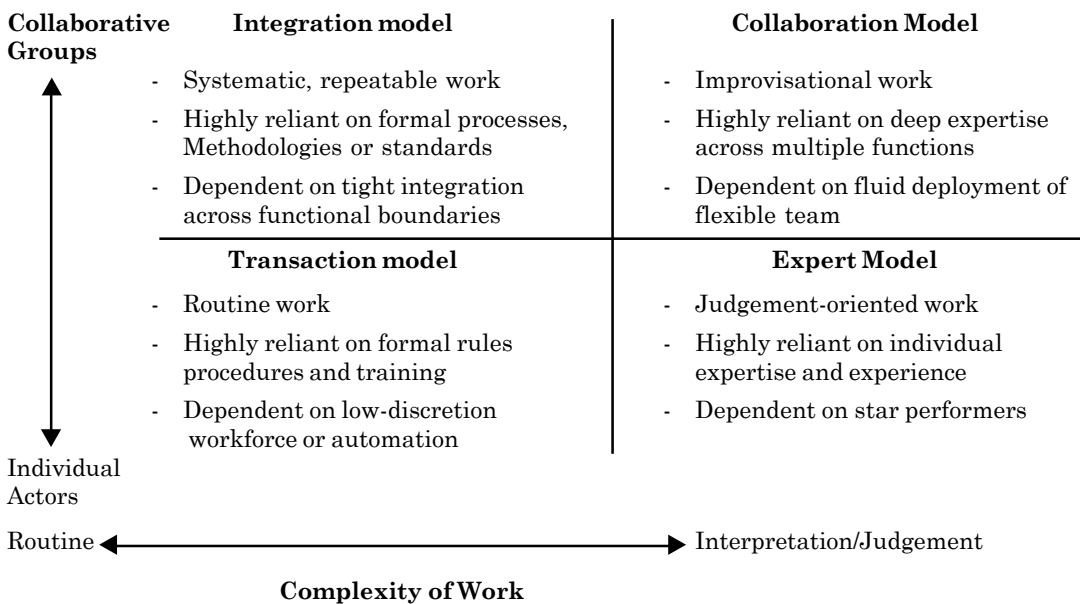 Collaborative
Groups
Integration model
- Systematic, repeatable work
- Highly reliant on formal processes,
Methodologies or standards
- Dependent on tight integration
across functional boundaries
Collaboration Model
- Improvisational work
- Highly reliant on deep expertise
across multiple functions
- Dependent on fluid deployment of
flexible team
Transaction model
- Routine work
- Highly reliant on formal rules
procedures and training
- Dependent on low-discretion
workforce or automation
Expert Model
- Judgement-oriented work
- Highly reliant on individual
expertise and experience
- Dependent on star performers
Individual
Actors
Routine
Interpretation/Judgement
Complexity of Work